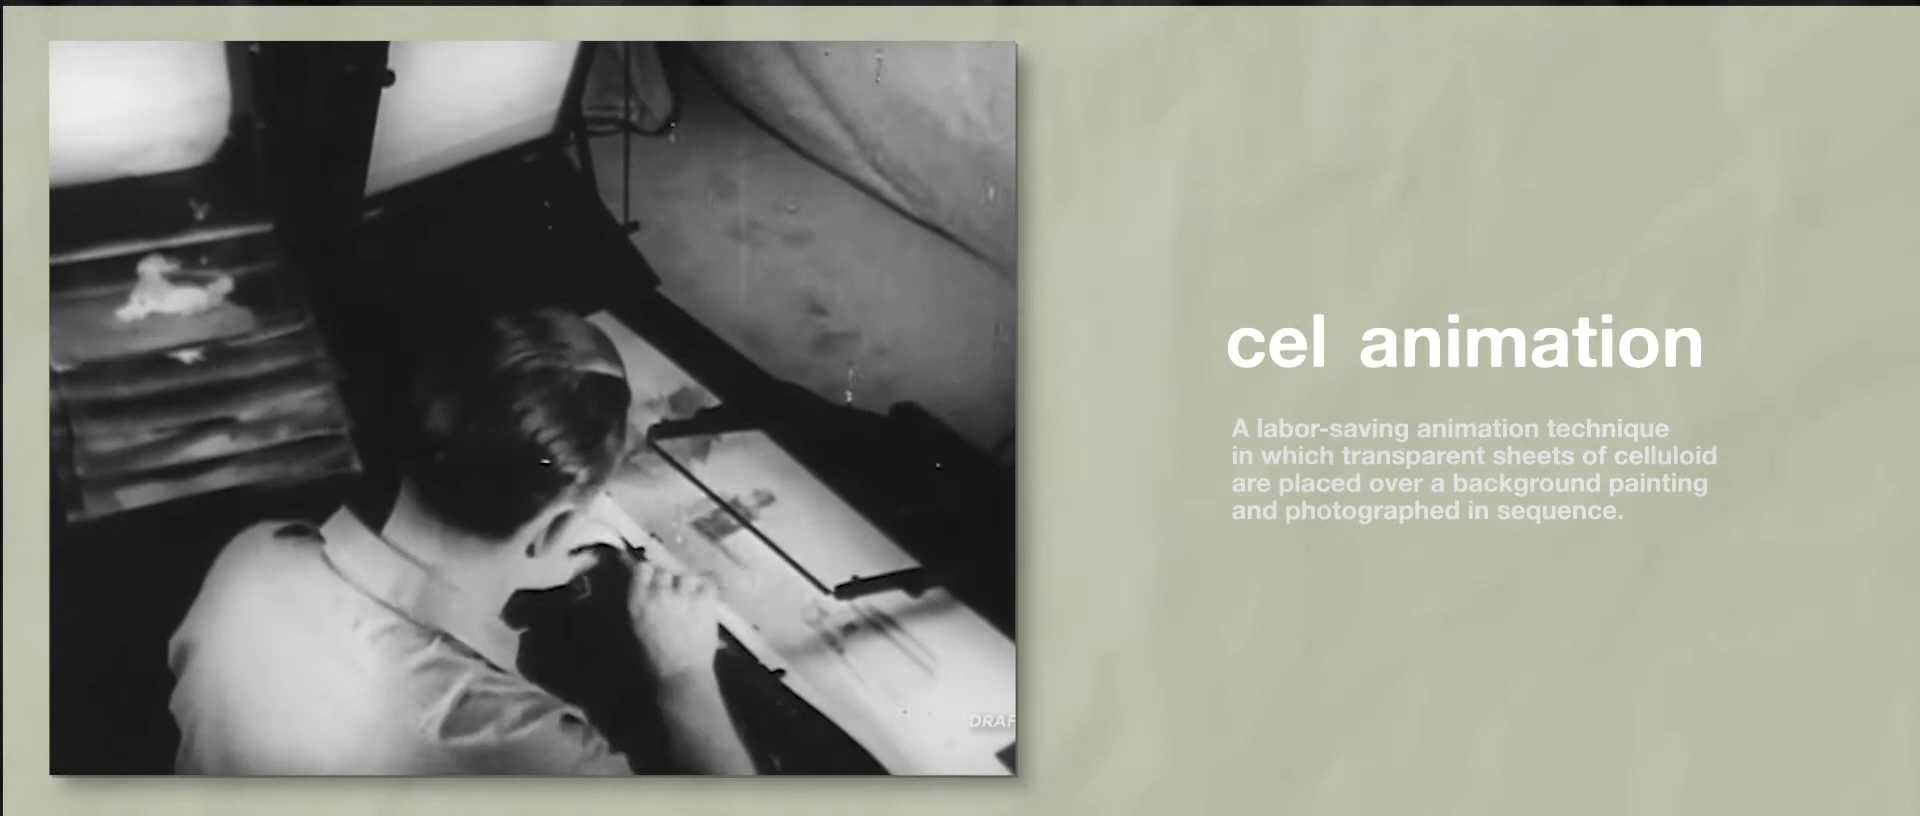 cel animation
A labor-saving animation technique
in which transparent sheets of celluloid
are placed over a background painting
and photographed in sequence.
DRAF